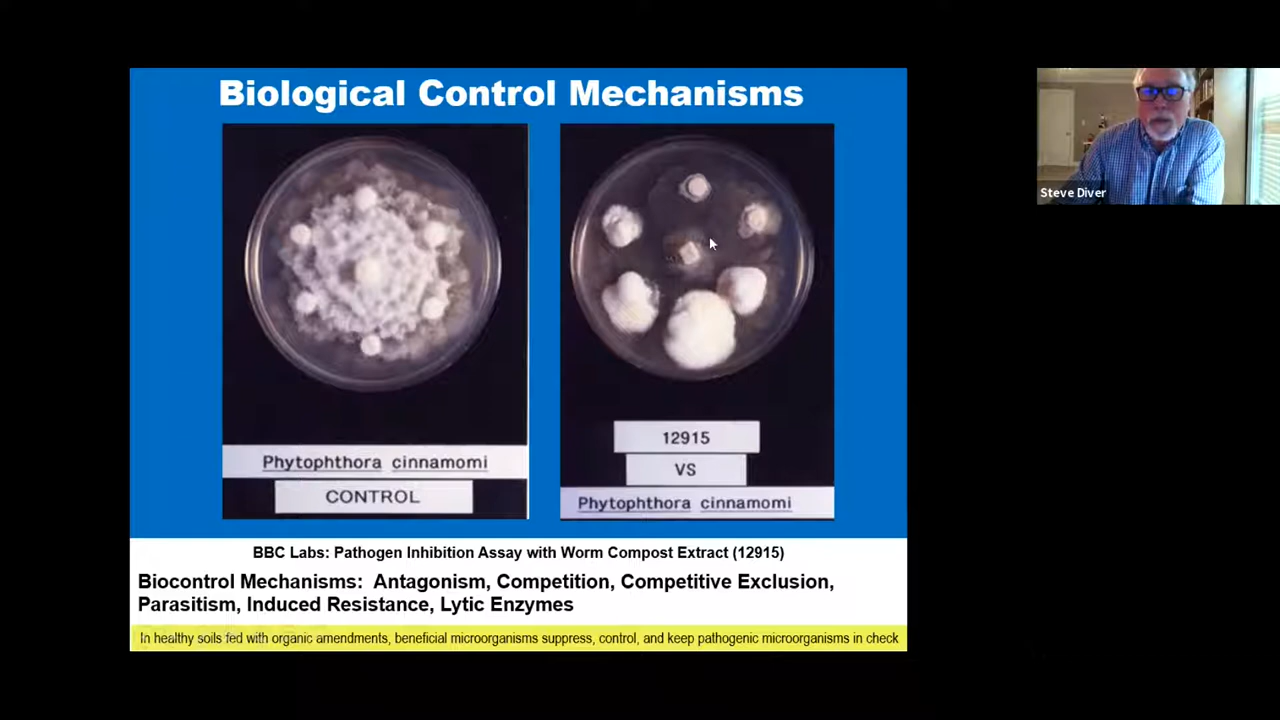 Biological Control Mechanisms
Steve Diver
Phytophthora cinnamomi
CONTROL
12915
VS
Phytophthora cinnamomi
BBC Labs: Pathogen Inhibition Assay with Worm Compost Extract (12915)
Biocontrol Mechanisms: Antagonism, Competition, Competitive Exclusion,
Parasitism, Induced Resistance, Lytic Enzymes
In healthy soils fed with organic amendments, beneficial microorganisms suppress, control, and keep pathogenic microorganisms in check